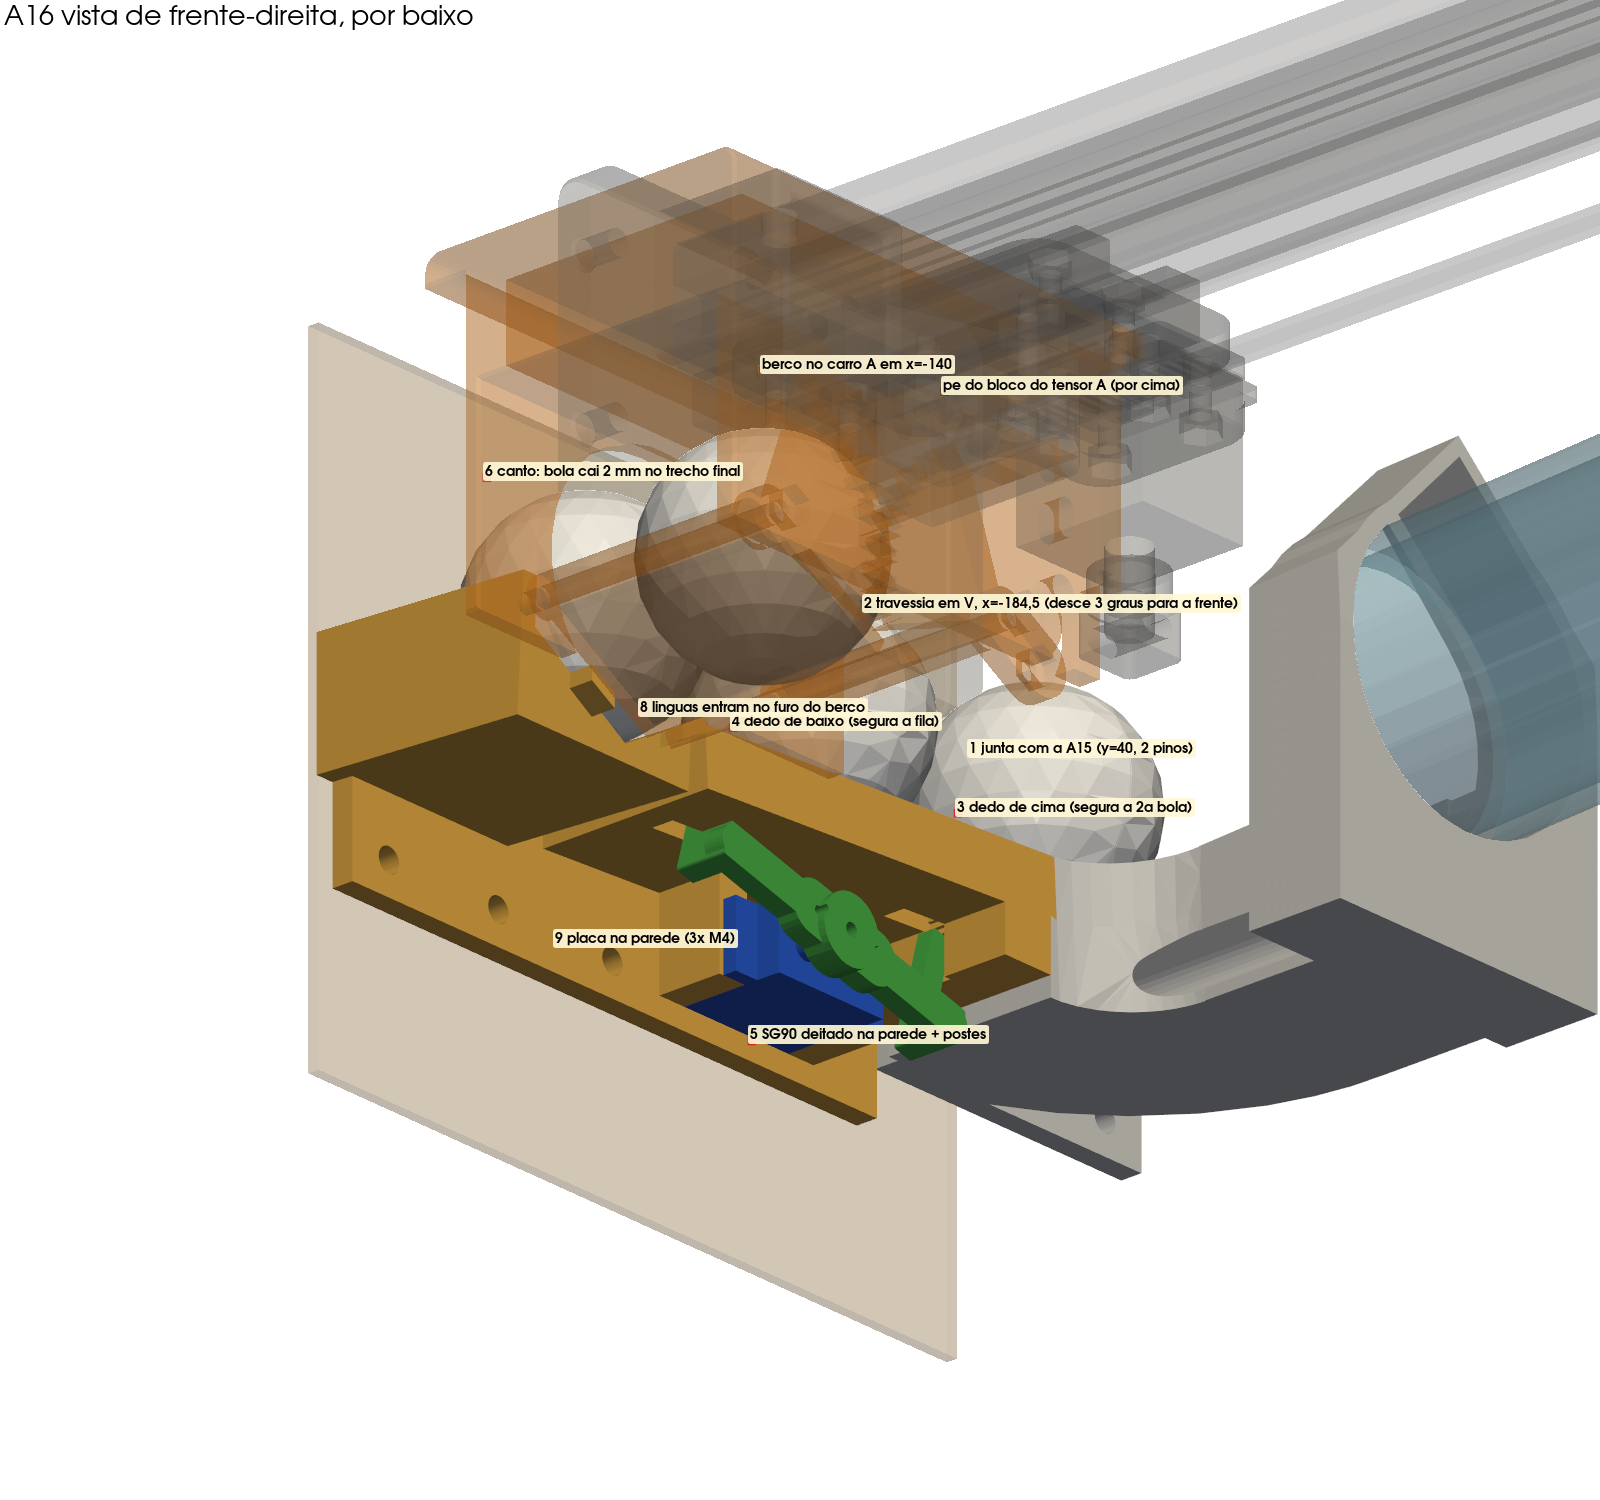 A16 vista de frente-direita, por baixo
berco no carro A em x=-140
pe do bloco do tensor A (por cima)
6 canto: bola cai 2 mm no trecho final
2 travessia em V, x=-184,5 (desce 3 graus para a frente)
8 linguas entram no furo do berco
4 dedo de baixo (segura a fila)
1 junta com a A15 (y=40, 2 pinos)
3 dedo de cima (segura a 2a bola)
9 placa na parede (3x M4)
5 SG90 deitado na parede + postes